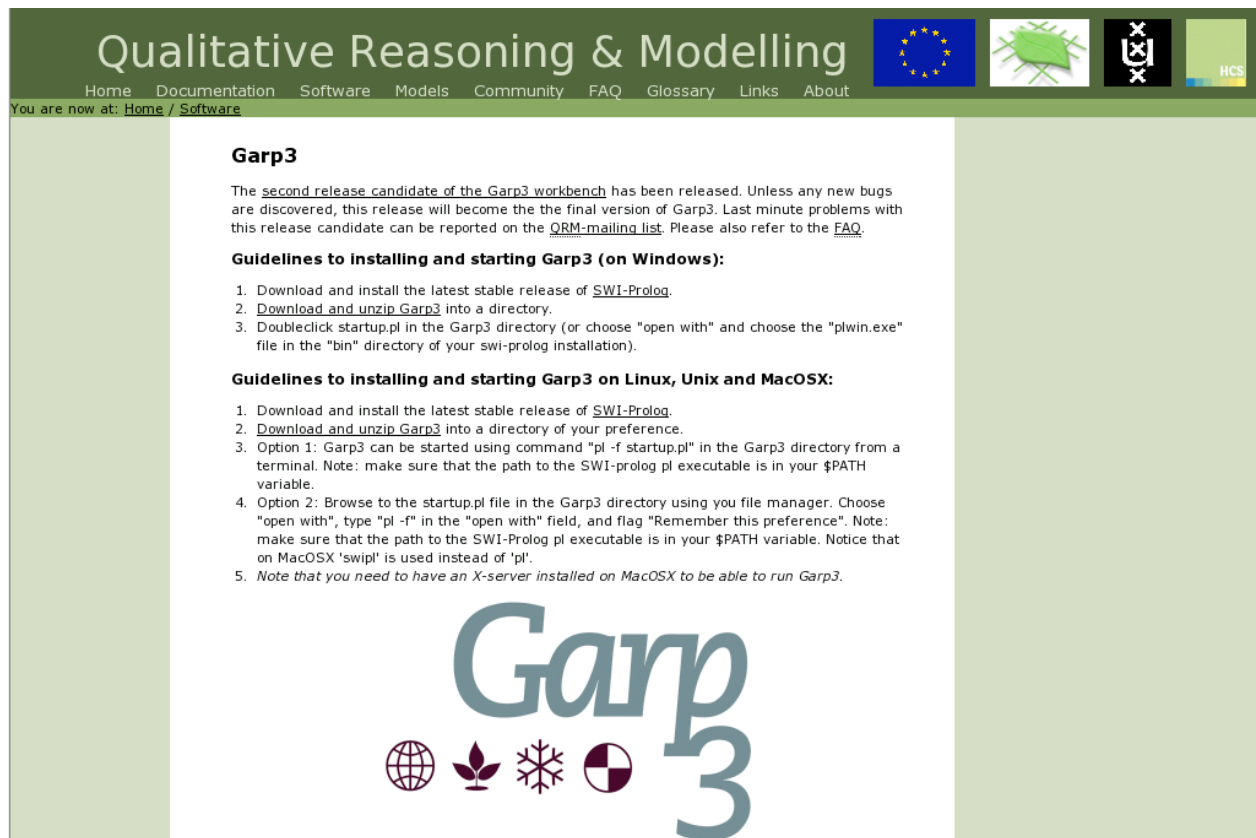 Qualitative Reasoning & Modelling
HCS
Home Documentation Software Models Community FAQ Glossary Links About
You are now at: Home / Software
Garp3
The second release candidate of the Garp3 workbench has been released. Unless any new bugs
are discovered, this release will become the the final version of Garp3. Last minute problems with
this release candidate can be reported on the QRM-mailing list. Please also refer to the FAQ.
Guidelines to installing and starting Garp3 (on Windows):
1. Download and install the latest stable release of SWI-Prolog.
2. Download and unzip Garp3 into a directory.
3. Doubleclick startup.pl in the Garp3 directory (or choose "open with" and choose the "plwin.exe"
file in the "bin" directory of your swi-prolog installation).
Guidelines to installing and starting Garp3 on Linux, Unix and MacOSX:
1. Download and install the latest stable release of SWI-Prolog.
2. Download and unzip Garp3 into a directory of your preference.
3. Option 1: Garp3 can be started using command "pl -f startup.pl" in the Garp3 directory from a
terminal. Note: make sure that the path to the SWI-prolog pl executable is in your $PATH
variable.
4. Option 2: Browse to the startup.pl file in the Garp3 directory using you file manager. Choose
"open with", type "pl -f" in the "open with" field, and flag "Remember this preference". Note:
make sure that the path to the SWI-Prolog pl executable is in your $PATH variable. Notice that
on MacOSX 'swipl' is used instead of 'pl'.
5. Note that you need to have an X-server installed on MacOSX to be able to run Garp3.
Garp
3